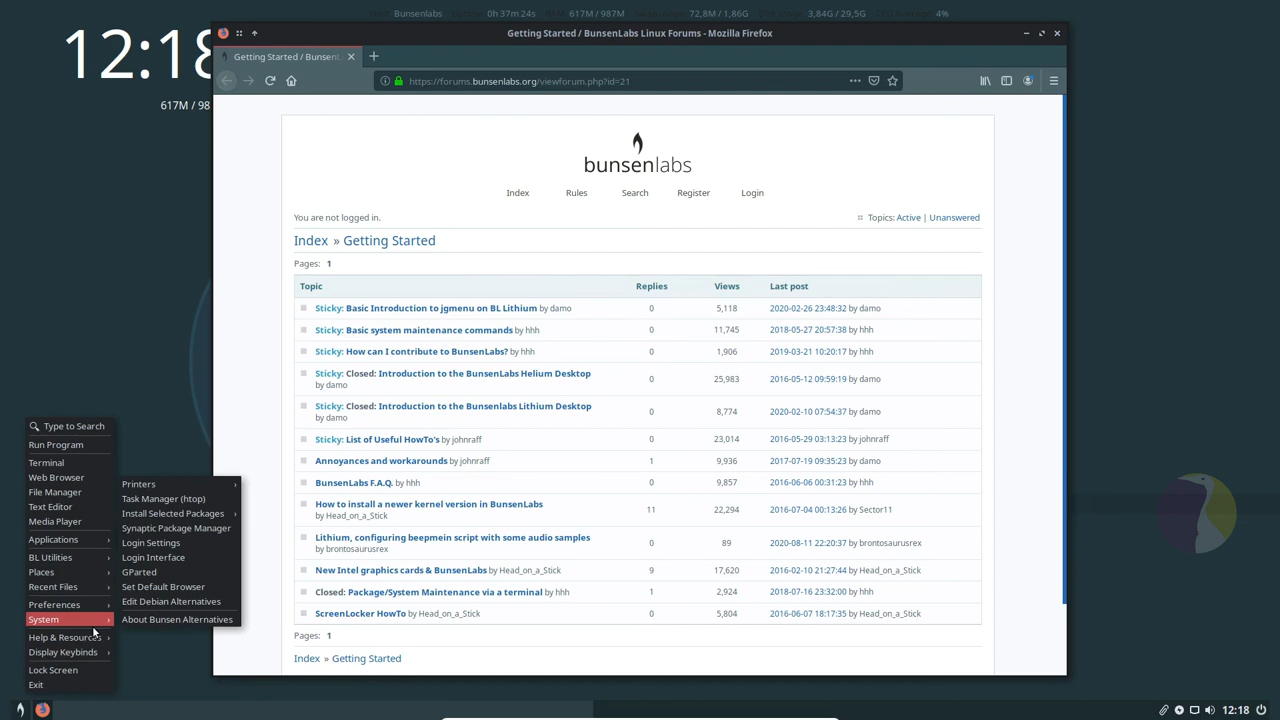 Bunsenlabs 0h 37m 24s 617M / 987M 72,8M / 1,86G 3,84G / 29,5G 4%
12:18
617M / 98
Getting Started / BunsenLabs Linux Forums - Mozilla Firefox
Getting Started / Bunsen
https://forums.bunsenlabs.org/viewforum.php?id=21
bunsenlabs
Index Rules Search Register Login
You are not logged in.
Topics: Active | Unanswered
Index » Getting Started
Pages: 1
Topic Replies Views Last post
Sticky: Basic Introduction to jgmenu on BL Lithium by damo 0 5,118 2020-02-26 23:48:32 by damo
Sticky: Basic system maintenance commands by hhh 0 11,745 2018-05-27 20:57:38 by hhh
Sticky: How can I contribute to BunsenLabs? by hhh 0 1,906 2019-03-21 10:20:17 by hhh
Sticky: Closed: Introduction to the BunsenLabs Helium Desktop
by damo 0 25,983 2016-05-12 09:59:19 by damo
Sticky: Closed: Introduction to the Bunsenlabs Lithium Desktop
by damo 0 8,774 2020-02-10 07:54:37 by damo
Sticky: List of Useful HowTo's by johnraff 0 23,014 2016-05-29 03:13:23 by johnraff
Annoyances and workarounds by johnraff 1 9,936 2017-07-19 09:35:23 by damo
BunsenLabs F.A.Q. by hhh 0 9,857 2016-06-06 00:31:23 by hhh
How to install a newer kernel version in BunsenLabs
by Head_on_a_Stick 11 22,294 2016-07-04 00:13:26 by Sector11
Lithium, configuring beepmein script with some audio samples
by brontosaurusrex 0 89 2020-08-11 22:20:37 by brontosaurusrex
New Intel graphics cards & BunsenLabs by Head_on_a_Stick 9 17,620 2016-02-10 21:27:44 by Head_on_a_Stick
Closed: Package/System Maintenance via a terminal by hhh 1 2,924 2018-07-16 23:32:00 by hhh
ScreenLocker HowTo by Head_on_a_Stick 0 5,804 2016-06-07 18:17:35 by Head_on_a_Stick
Pages: 1
Index » Getting Started
Type to Search
Run Program
Terminal
Web Browser
File Manager
Text Editor
Media Player
Applications
BL Utilities
Places
Recent Files
Preferences
System
Help & Resources
Display Keybinds
Lock Screen
Exit
Printers
Task Manager (htop)
Install Selected Packages
Synaptic Package Manager
Login Settings
Login Interface
GParted
Set Default Browser
Edit Debian Alternatives
About Bunsen Alternatives
12:18